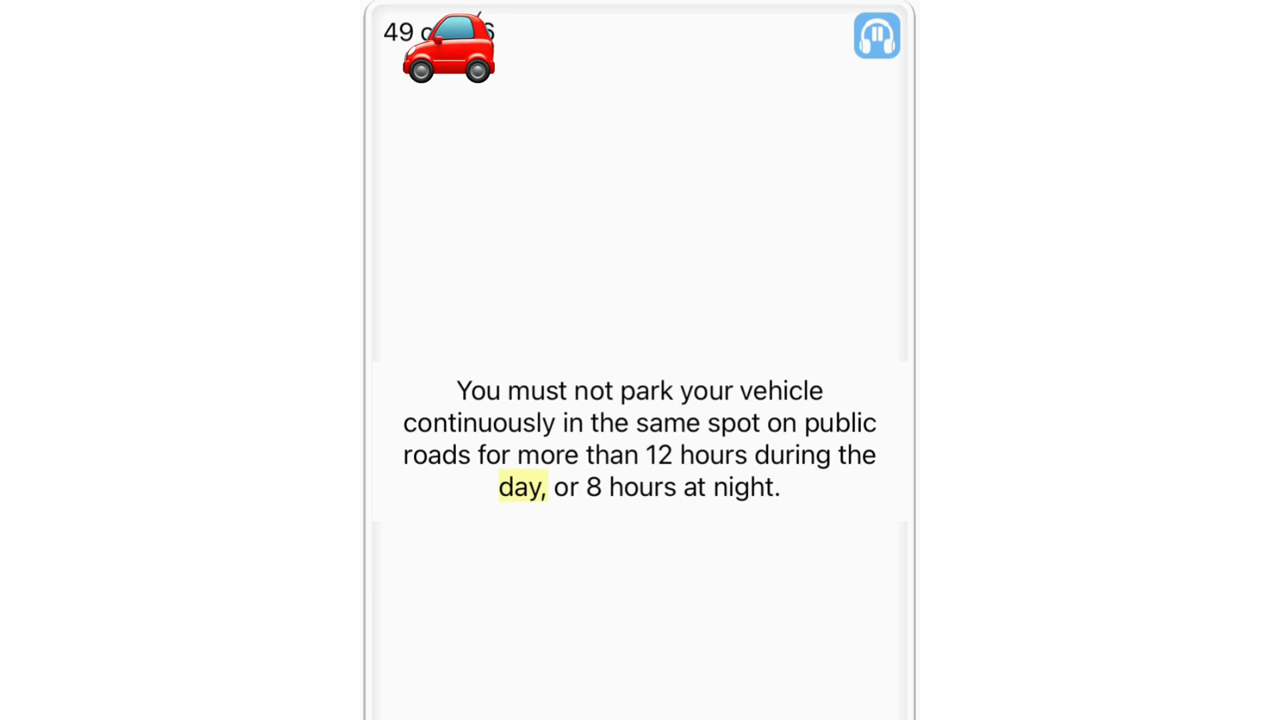 49
You must not park your vehicle
continuously in the same spot on public
roads for more than 12 hours during the
day, or 8 hours at night.